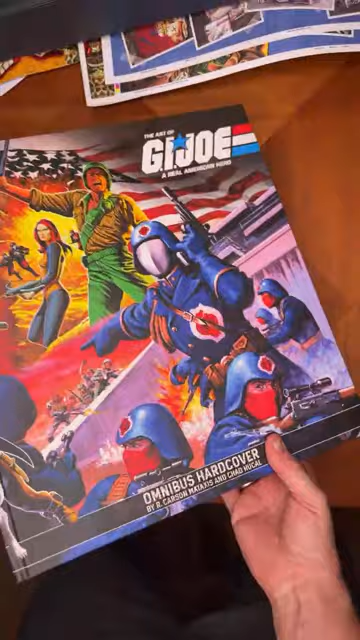 THE ART OF
G.I.JOE
A REAL AMERICAN HERO
OMNIBUS HARDCOVER
BY R. CARSON MATAXIS AND CHAD HUCAL